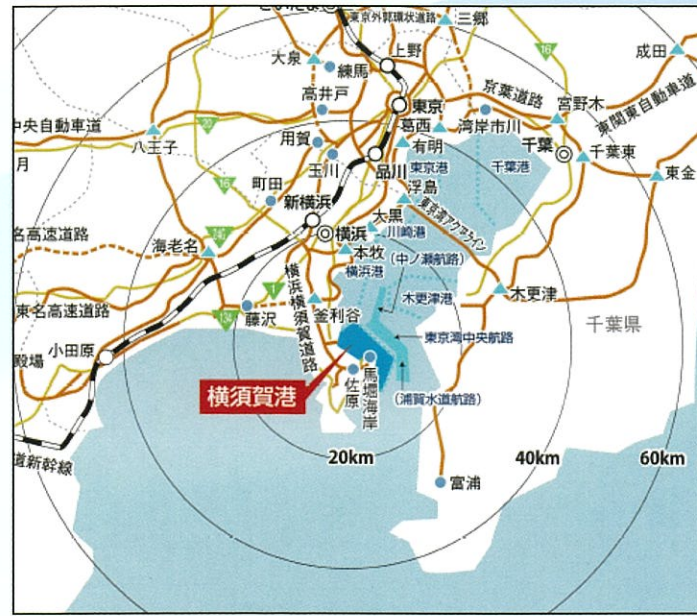 東京外郭環状道路
三郷
16
成田
上野
大泉
練馬
京葉道路
宮野木
東関東自動車道
高井戸
東京
葛西
湾岸市川
中央自動車道
20
八王子
用賀
有明
千葉
千葉東
月
玉川
品川
東京港
千葉港
東金
16
町田
浮島
新横浜
大黒
東京湾アクアライン
川崎港
横浜
名高速道路
246
海老名
本牧
(中ノ瀬航路)
横浜港
木更津港
木更津
1
横浜横須賀道路
釜利谷
東名高速道路
134
藤沢
東京湾中央航路
千葉県
殿場
小田原
馬堀海岸
佐原
(浦賀水道航路)
横須賀港
20km
40km
60km
道新幹線
富浦